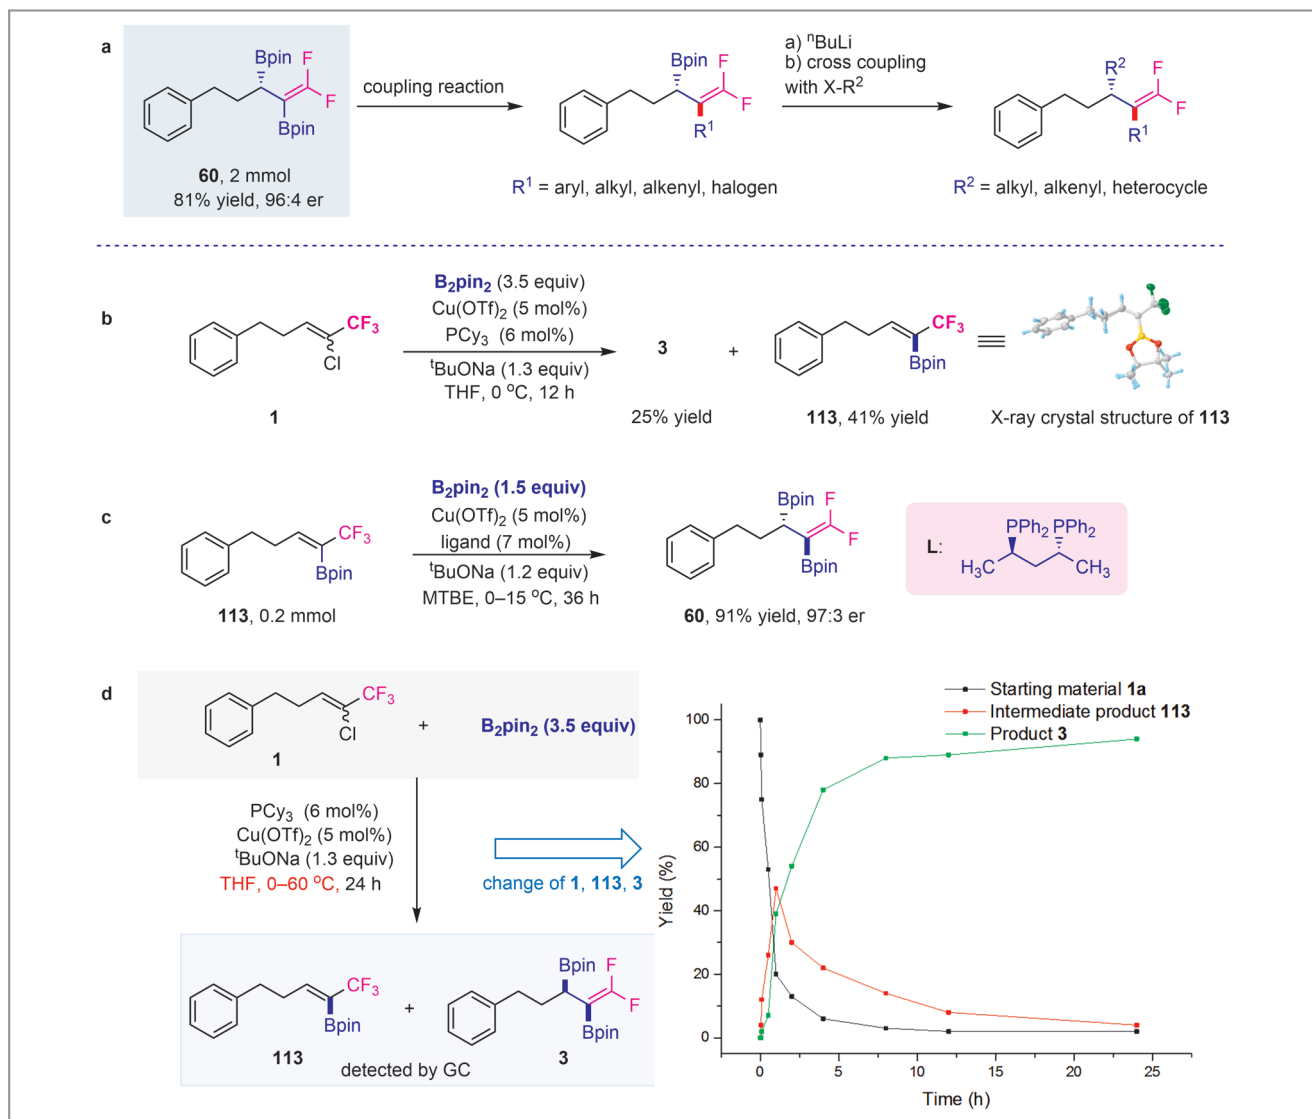 a
Bpin
F
F
Bpin
60, 2 mmol
81% yield, 96:4 er
coupling reaction
Bpin
F
F
R¹
R¹ = aryl, alkyl, alkenyl, halogen
a) ⁿBuLi
b) cross coupling
with X-R²
R²
F
F
R¹
R² = alkyl, alkenyl, heterocycle
b
CF₃
Cl
1
B₂pin₂ (3.5 equiv)
Cu(OTf)₂ (5 mol%)
PCy₃ (6 mol%)
ᵗBuONa (1.3 equiv)
THF, 0 °C, 12 h
3
25% yield
+
CF₃
Bpin
113, 41% yield
X-ray crystal structure of 113
c
CF₃
Bpin
113, 0.2 mmol
B₂pin₂ (1.5 equiv)
Cu(OTf)₂ (5 mol%)
ligand (7 mol%)
ᵗBuONa (1.2 equiv)
MTBE, 0–15 °C, 36 h
Bpin
F
F
Bpin
60, 91% yield, 97:3 er
L:
PPh₂ PPh₂
H₃C CH₃
d
CF₃
Cl
1
+
B₂pin₂ (3.5 equiv)
PCy₃ (6 mol%)
Cu(OTf)₂ (5 mol%)
ᵗBuONa (1.3 equiv)
THF, 0–60 °C, 24 h
change of 1, 113, 3
CF₃
Bpin
113
+
Bpin
F
F
Bpin
3
detected by GC
Starting material 1a
Intermediate product 113
Product 3
Yield (%)
100
80
60
40
20
0
0 5 10 15 20 25
Time (h)